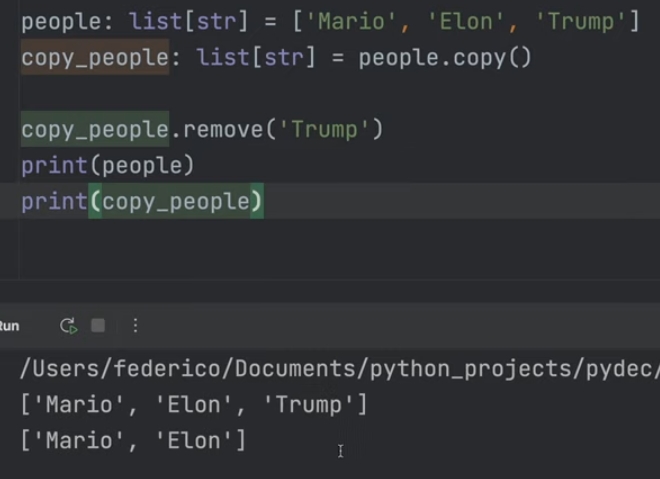 people: list[str] = ['Mario', 'Elon', 'Trump']
copy_people: list[str] = people.copy()
copy_people.remove('Trump')
print(people)
print(copy_people)
Run
/Users/federico/Documents/python_projects/pydec/
['Mario', 'Elon', 'Trump']
['Mario', 'Elon']